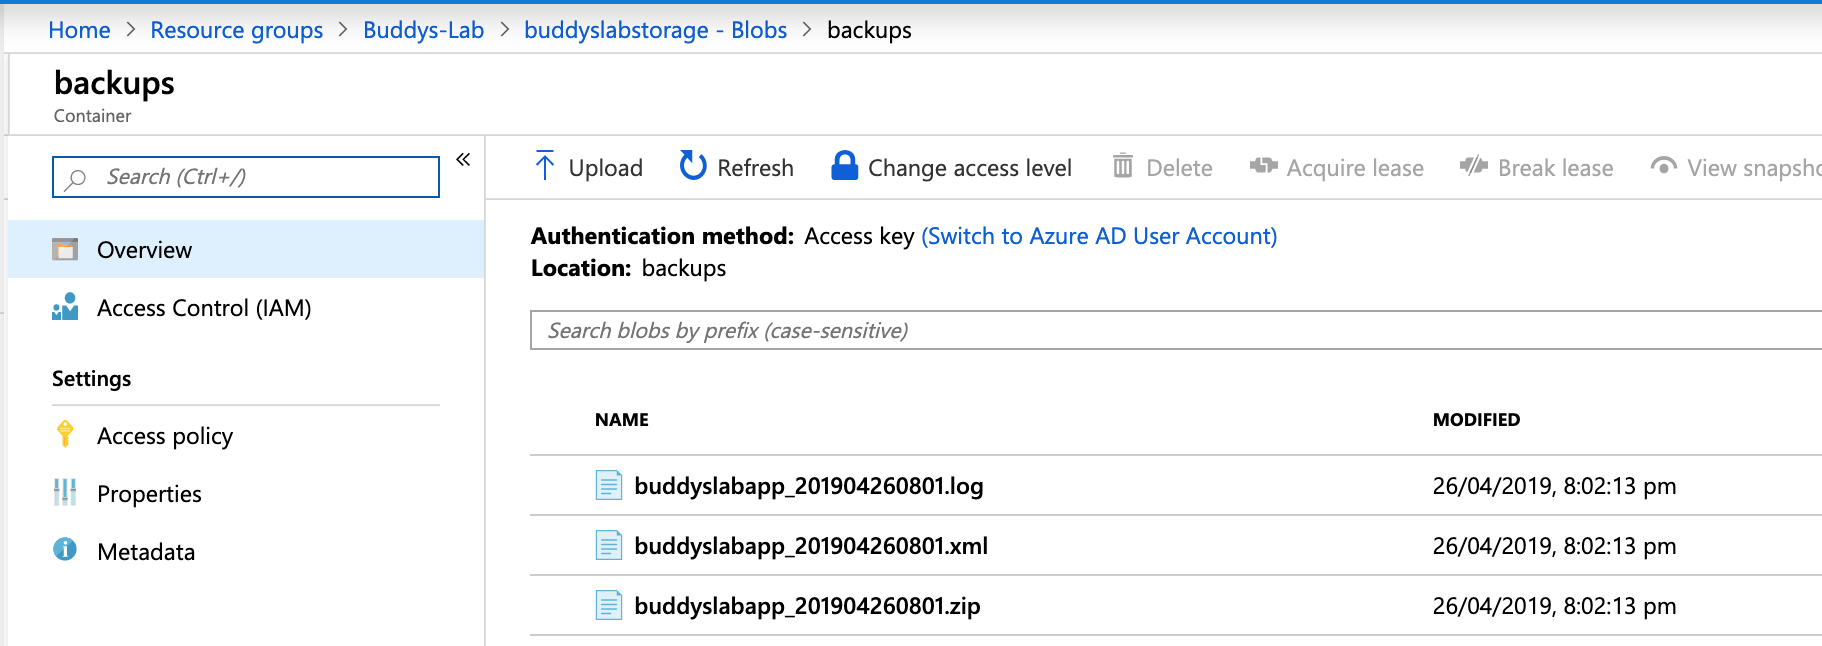 Home > Resource groups > Buddys-Lab > buddyslabstorage - Blobs > backups
backups
Container
Search (Ctrl+/)
«
Overview
Access Control (IAM)
Settings
Access policy
Properties
Metadata
Upload Refresh Change access level Delete Acquire lease Break lease View snapsho
Authentication method: Access key (Switch to Azure AD User Account)
Location: backups
Search blobs by prefix (case-sensitive)
NAME MODIFIED
buddyslabapp_201904260801.log 26/04/2019, 8:02:13 pm
buddyslabapp_201904260801.xml 26/04/2019, 8:02:13 pm
buddyslabapp_201904260801.zip 26/04/2019, 8:02:13 pm